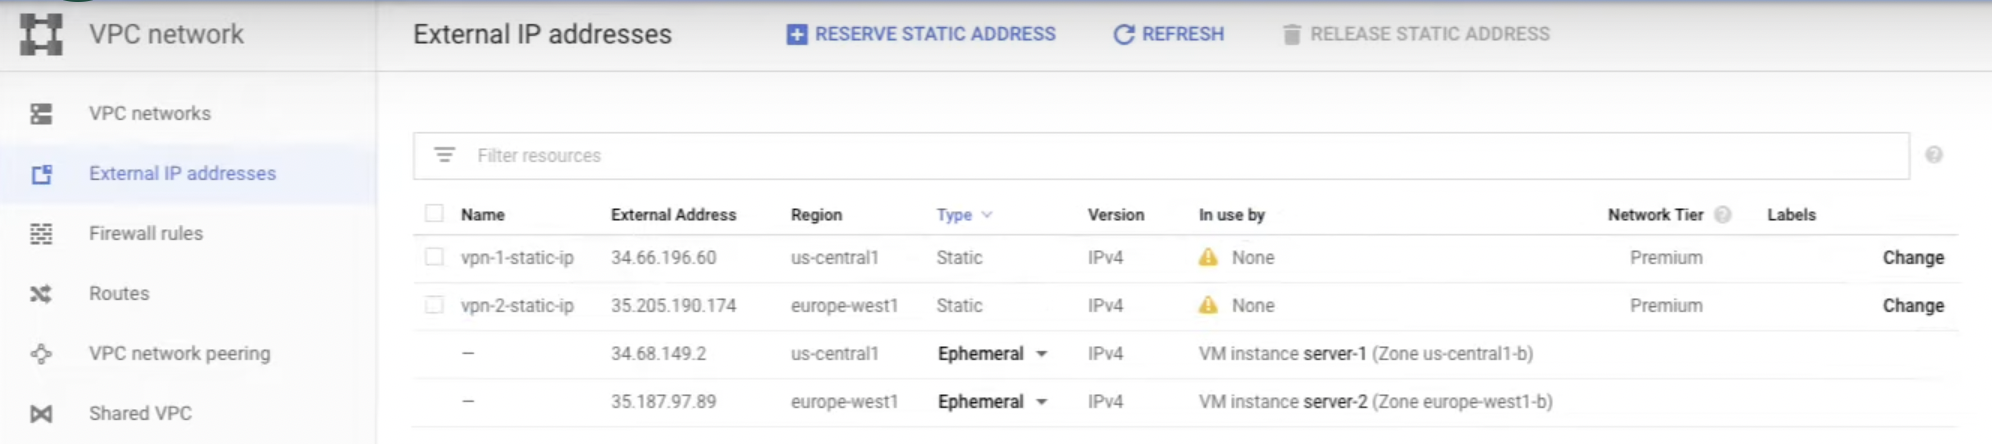 VPC network
External IP addresses RESERVE STATIC ADDRESS REFRESH RELEASE STATIC ADDRESS
VPC networks
External IP addresses
Firewall rules
Routes
VPC network peering
Shared VPC
Filter resources
Name External Address Region Type Version In use by Network Tier Labels
vpn-1-static-ip 34.66.196.60 us-central1 Static IPv4 None Premium Change
vpn-2-static-ip 35.205.190.174 europe-west1 Static IPv4 None Premium Change
– 34.68.149.2 us-central1 Ephemeral IPv4 VM instance server-1 (Zone us-central1-b)
– 35.187.97.89 europe-west1 Ephemeral IPv4 VM instance server-2 (Zone europe-west1-b)